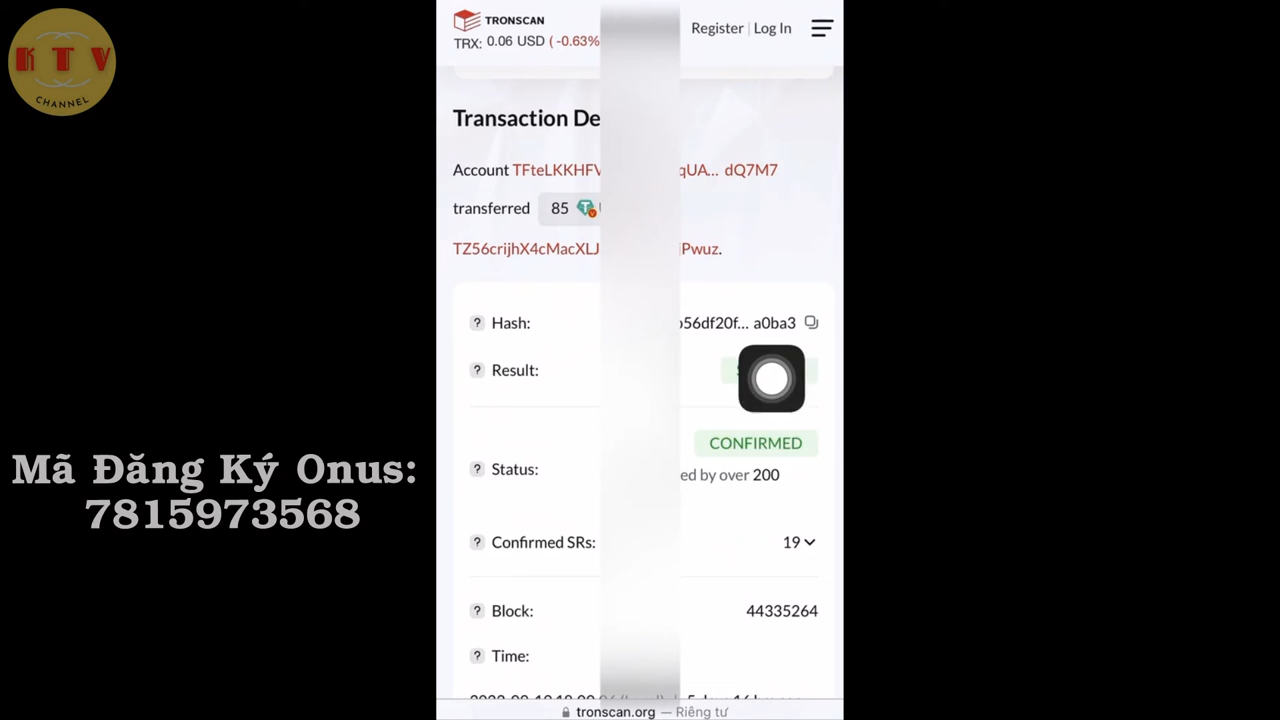 KTV
CHANNEL
TRONSCAN
TRX: 0.06 USD (-0.63%
Register | Log In
Transaction De
Account TFteLKKHFV qUA... dQ7M7
transferred 85
TZ56crijhX4cMacXLJ jPwuz.
? Hash: 56df20f... a0ba3
? Result:
CONFIRMED
? Status:
ed by over 200
? Confirmed SRs: 19
? Block: 44335264
? Time:
tronscan.org — Riêng tư
Mã Đăng Ký Onus:
7815973568